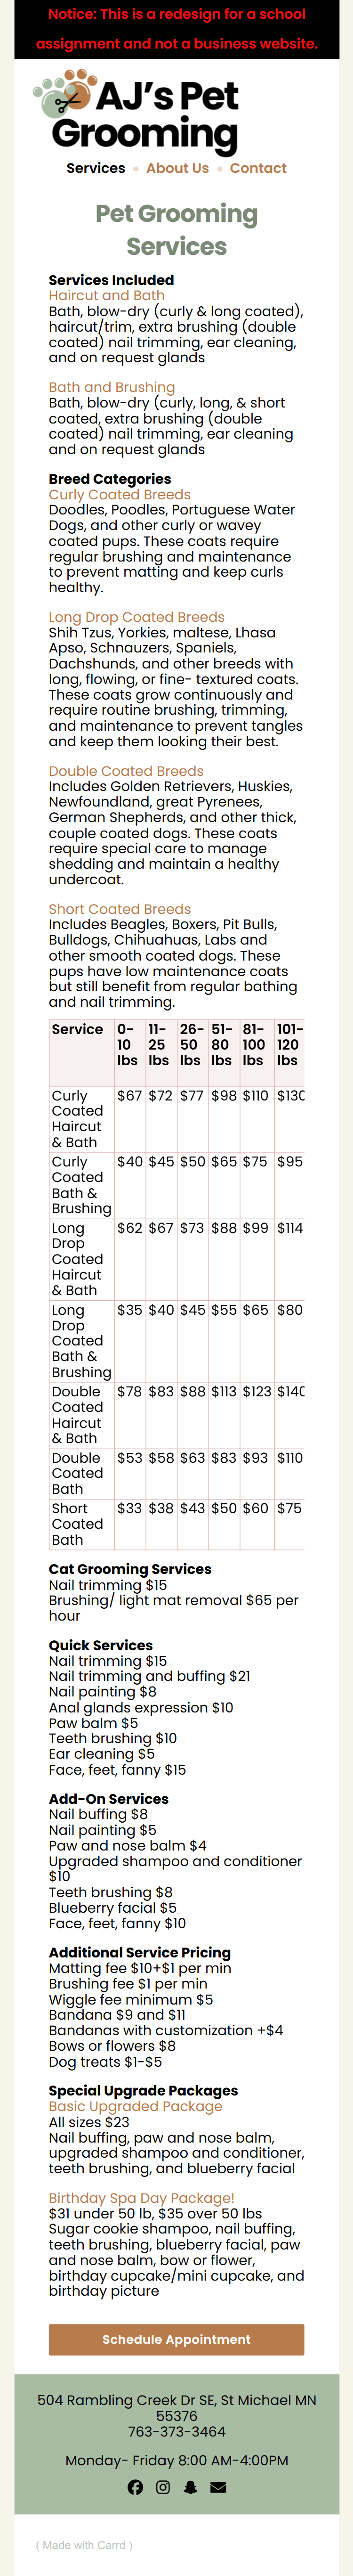 Notice: This is a redesign for a school
assignment and not a business website.
AJ's Pet
Grooming
Services • About Us • Contact
Pet Grooming
Services
Services Included
Haircut and Bath
Bath, blow-dry (curly & long coated),
haircut/trim, extra brushing (double
coated) nail trimming, ear cleaning,
and on request glands
Bath and Brushing
Bath, blow-dry (curly, long, & short
coated, extra brushing (double
coated) nail trimming, ear cleaning
and on request glands
Breed Categories
Curly Coated Breeds
Doodles, Poodles, Portuguese Water
Dogs, and other curly or wavey
coated pups. These coats require
regular brushing and maintenance
to prevent matting and keep curls
healthy.
Long Drop Coated Breeds
Shih Tzus, Yorkies, maltese, Lhasa
Apso, Schnauzers, Spaniels,
Dachshunds, and other breeds with
long, flowing, or fine- textured coats.
These coats grow continuously and
require routine brushing, trimming,
and maintenance to prevent tangles
and keep them looking their best.
Double Coated Breeds
Includes Golden Retrievers, Huskies,
Newfoundland, great Pyrenees,
German Shepherds, and other thick,
couple coated dogs. These coats
require special care to manage
shedding and maintain a healthy
undercoat.
Short Coated Breeds
Includes Beagles, Boxers, Pit Bulls,
Bulldogs, Chihuahuas, Labs and
other smooth coated dogs. These
pups have low maintenance coats
but still benefit from regular bathing
and nail trimming.
Service 0- 11- 26- 51- 81- 101-
10 25 50 80 100 120
lbs lbs lbs lbs lbs lbs
Curly $67 $72 $77 $98 $110 $130
Coated
Haircut
& Bath
Curly $40 $45 $50 $65 $75 $95
Coated
Bath &
Brushing
Long $62 $67 $73 $88 $99 $114
Drop
Coated
Haircut
& Bath
Long $35 $40 $45 $55 $65 $80
Drop
Coated
Bath &
Brushing
Double $78 $83 $88 $113 $123 $140
Coated
Haircut
& Bath
Double $53 $58 $63 $83 $93 $110
Coated
Bath
Short $33 $38 $43 $50 $60 $75
Coated
Bath
Cat Grooming Services
Nail trimming $15
Brushing/ light mat removal $65 per
hour
Quick Services
Nail trimming $15
Nail trimming and buffing $21
Nail painting $8
Anal glands expression $10
Paw balm $5
Teeth brushing $10
Ear cleaning $5
Face, feet, fanny $15
Add-On Services
Nail buffing $8
Nail painting $5
Paw and nose balm $4
Upgraded shampoo and conditioner
$10
Teeth brushing $8
Blueberry facial $5
Face, feet, fanny $10
Additional Service Pricing
Matting fee $10+$1 per min
Brushing fee $1 per min
Wiggle fee minimum $5
Bandana $9 and $11
Bandanas with customization +$4
Bows or flowers $8
Dog treats $1-$5
Special Upgrade Packages
Basic Upgraded Package
All sizes $23
Nail buffing, paw and nose balm,
upgraded shampoo and conditioner,
teeth brushing, and blueberry facial
Birthday Spa Day Package!
$31 under 50 lb, $35 over 50 lbs
Sugar cookie shampoo, nail buffing,
teeth brushing, blueberry facial, paw
and nose balm, bow or flower,
birthday cupcake/mini cupcake, and
birthday picture
Schedule Appointment
504 Rambling Creek Dr SE, St Michael MN
55376
763-373-3464
Monday- Friday 8:00 AM-4:00PM
( Made with Carrd )